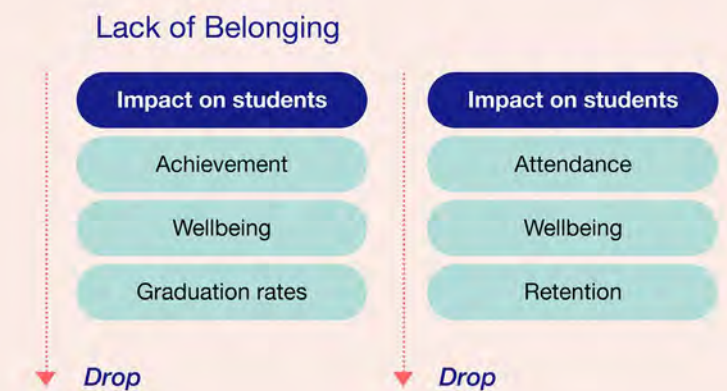 Lack of Belonging
Impact on students
Achievement
Wellbeing
Graduation rates
Drop
Impact on students
Attendance
Wellbeing
Retention
Drop